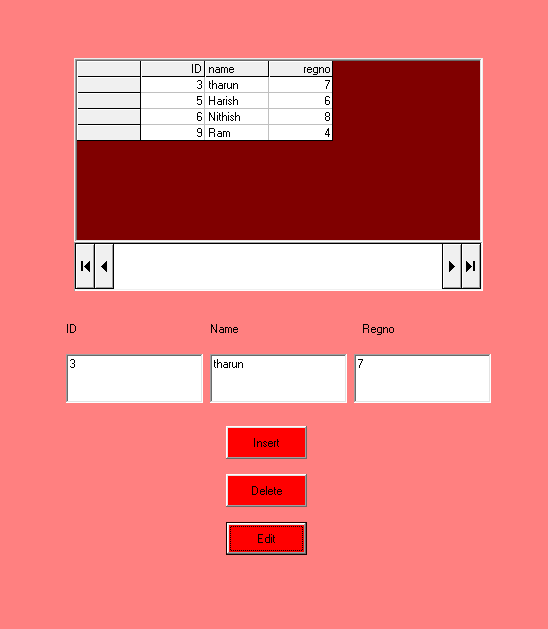 ID name regno
3 tharun 7
5 Harish 6
6 Nithish 8
9 Ram 4
ID Name Regno
3 tharun 7
Insert
Delete
Edit